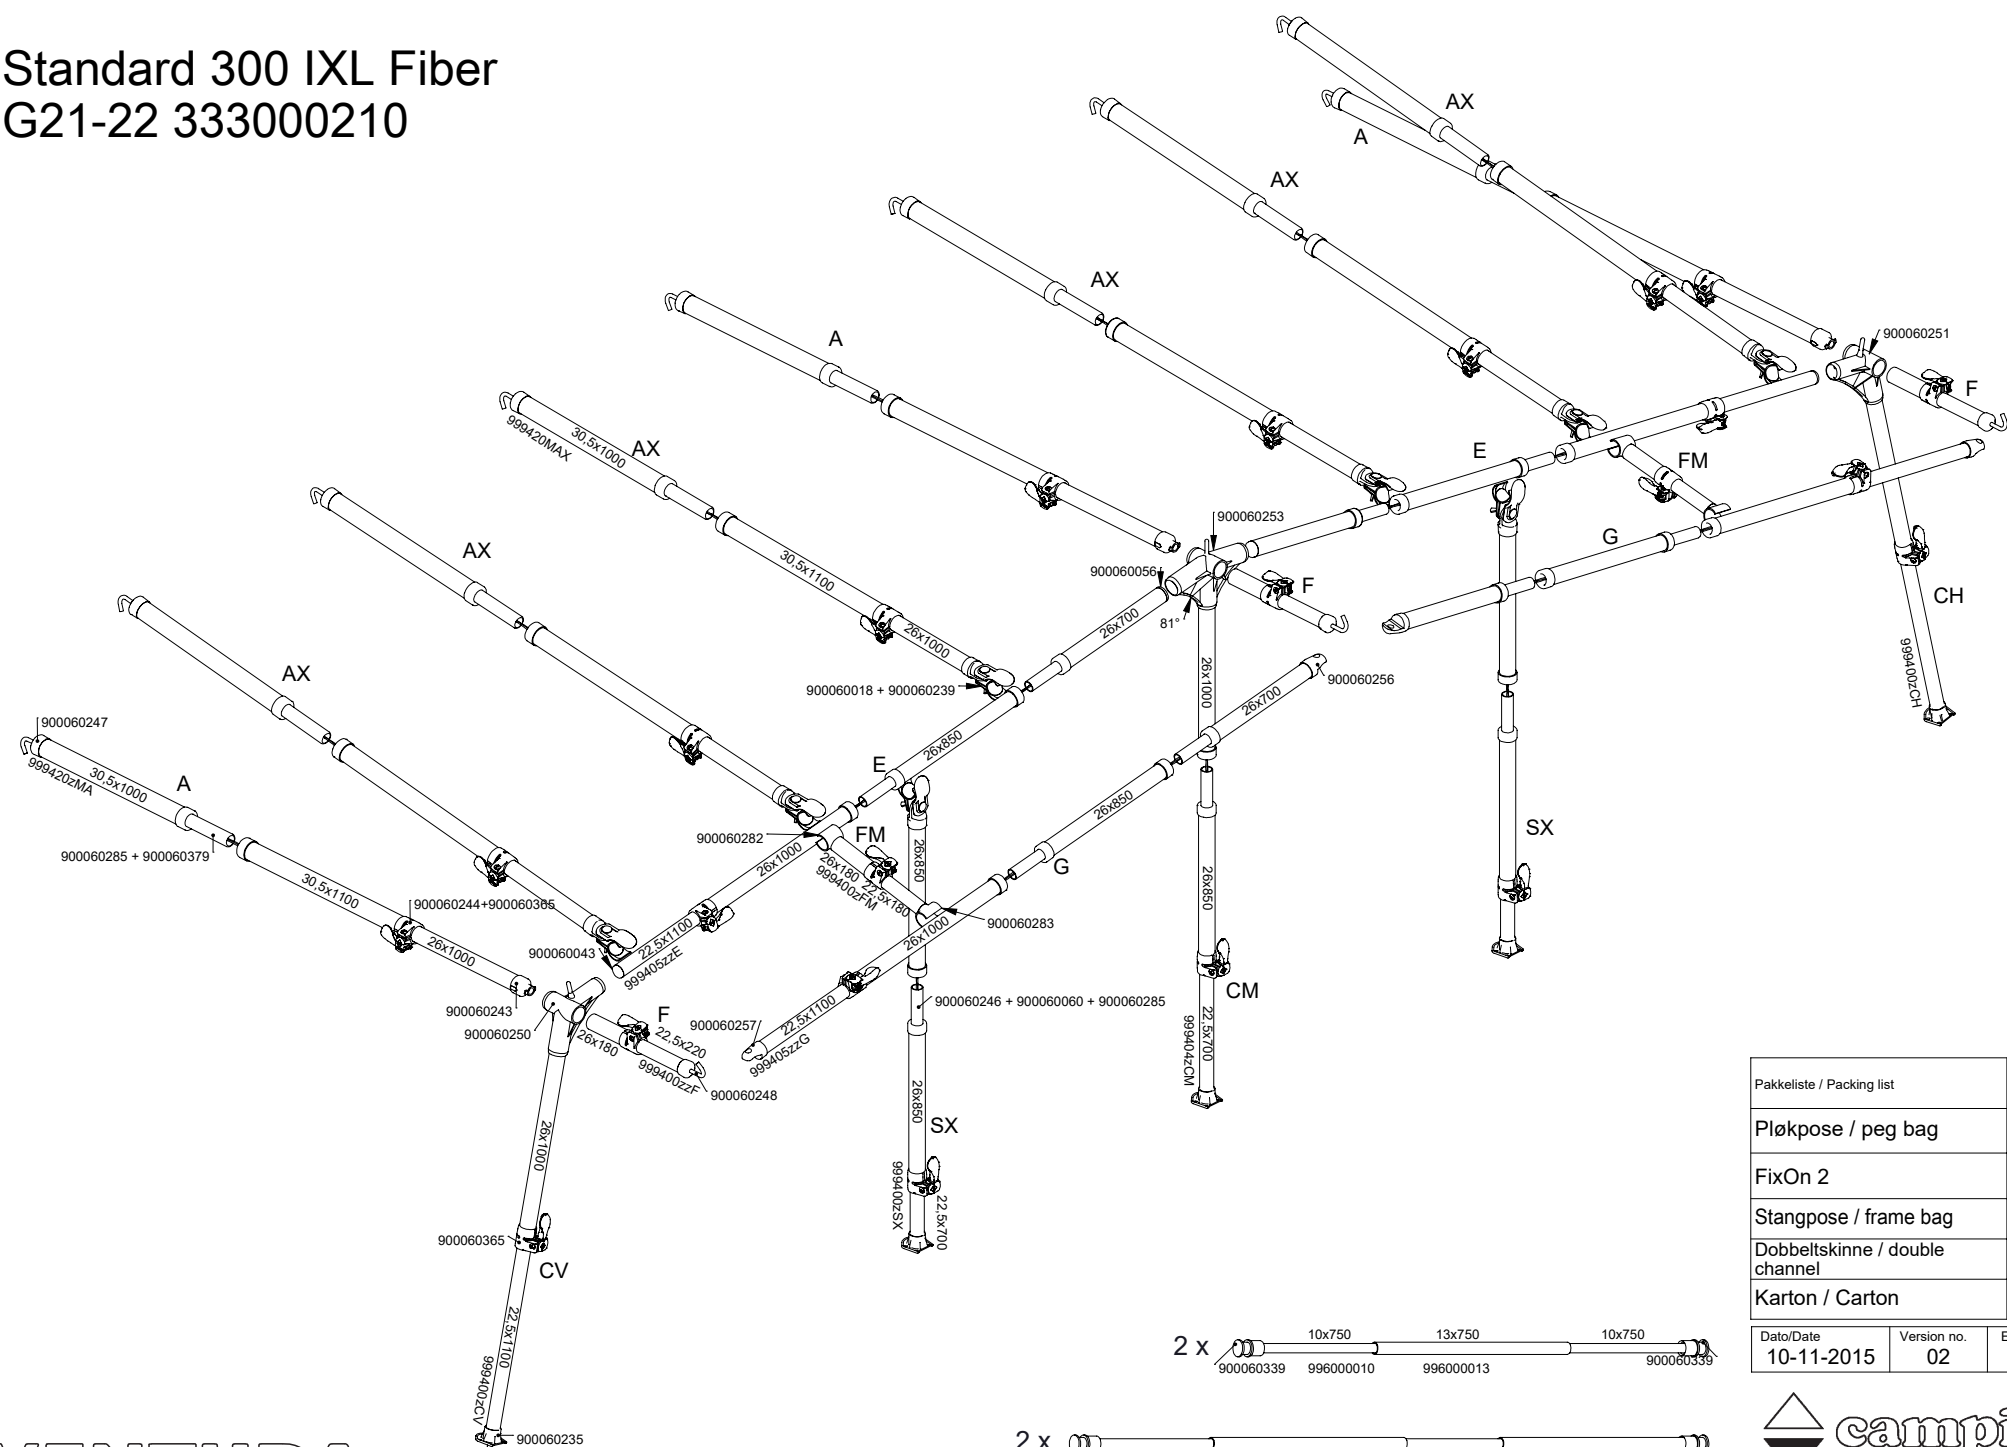 Standard 300 IXL Fiber
G21-22 333000210
AX
A
AX
AX
A
AX
AX
AX
A
900060251
F
E
FM
G
CH
999400zCH
999420MAX
30,5x1000
30,5x1100
26x1000
900060018 + 900060239
900060253
900060056
81°
F
26x700
26x1000
26x700
900060256
900060247
999420zMA
30,5x1000
900060285 + 900060379
30,5x1100
900060244+900060365
26x1000
900060243
900060250
E
26x850
900060282
26x1000
FM
26x180
22,5x180
999400zFM
900060283
26x850
G
26x850
26x1000
900060043
22,5x1100
999405zzE
F
26x180
22,5x220
999400zzF
900060248
900060257
22,5x1100
999405zzG
900060246 + 900060060 + 900060285
26x850
SX
999400zSX
22,5x700
26x850
CM
22,5x700
999404zCM
SX
26x1000
900060365
CV
22,5x1100
999400zCV
900060235
2 x
10x750
13x750
10x750
900060339
996000010
996000013
900060339
2 x
Pakkeliste / Packing list
Pløkpose / peg bag
FixOn 2
Stangpose / frame bag
Dobbeltskinne / double
channel
Karton / Carton
Dato/Date
10-11-2015
Version no.
02